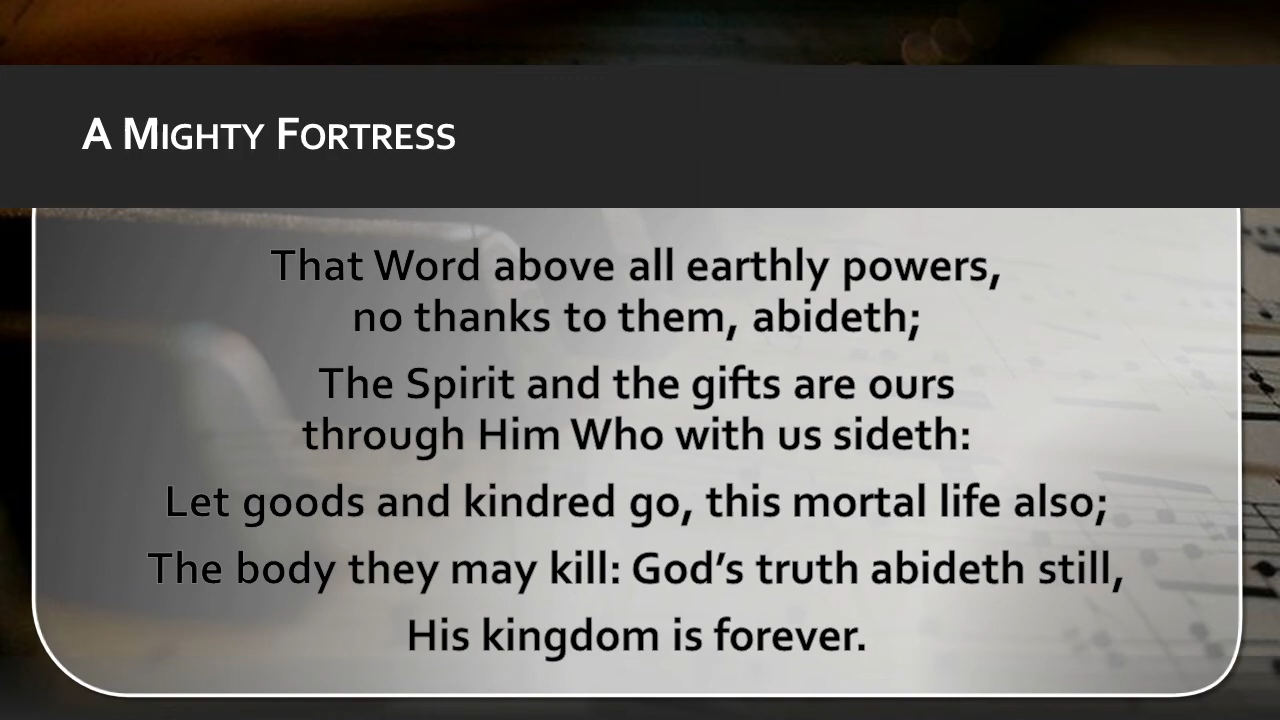 A Mighty Fortress
That Word above all earthly powers,
no thanks to them, abideth;
The Spirit and the gifts are ours
through Him Who with us sideth:
Let goods and kindred go, this mortal life also;
The body they may kill: God’s truth abideth still,
His kingdom is forever.